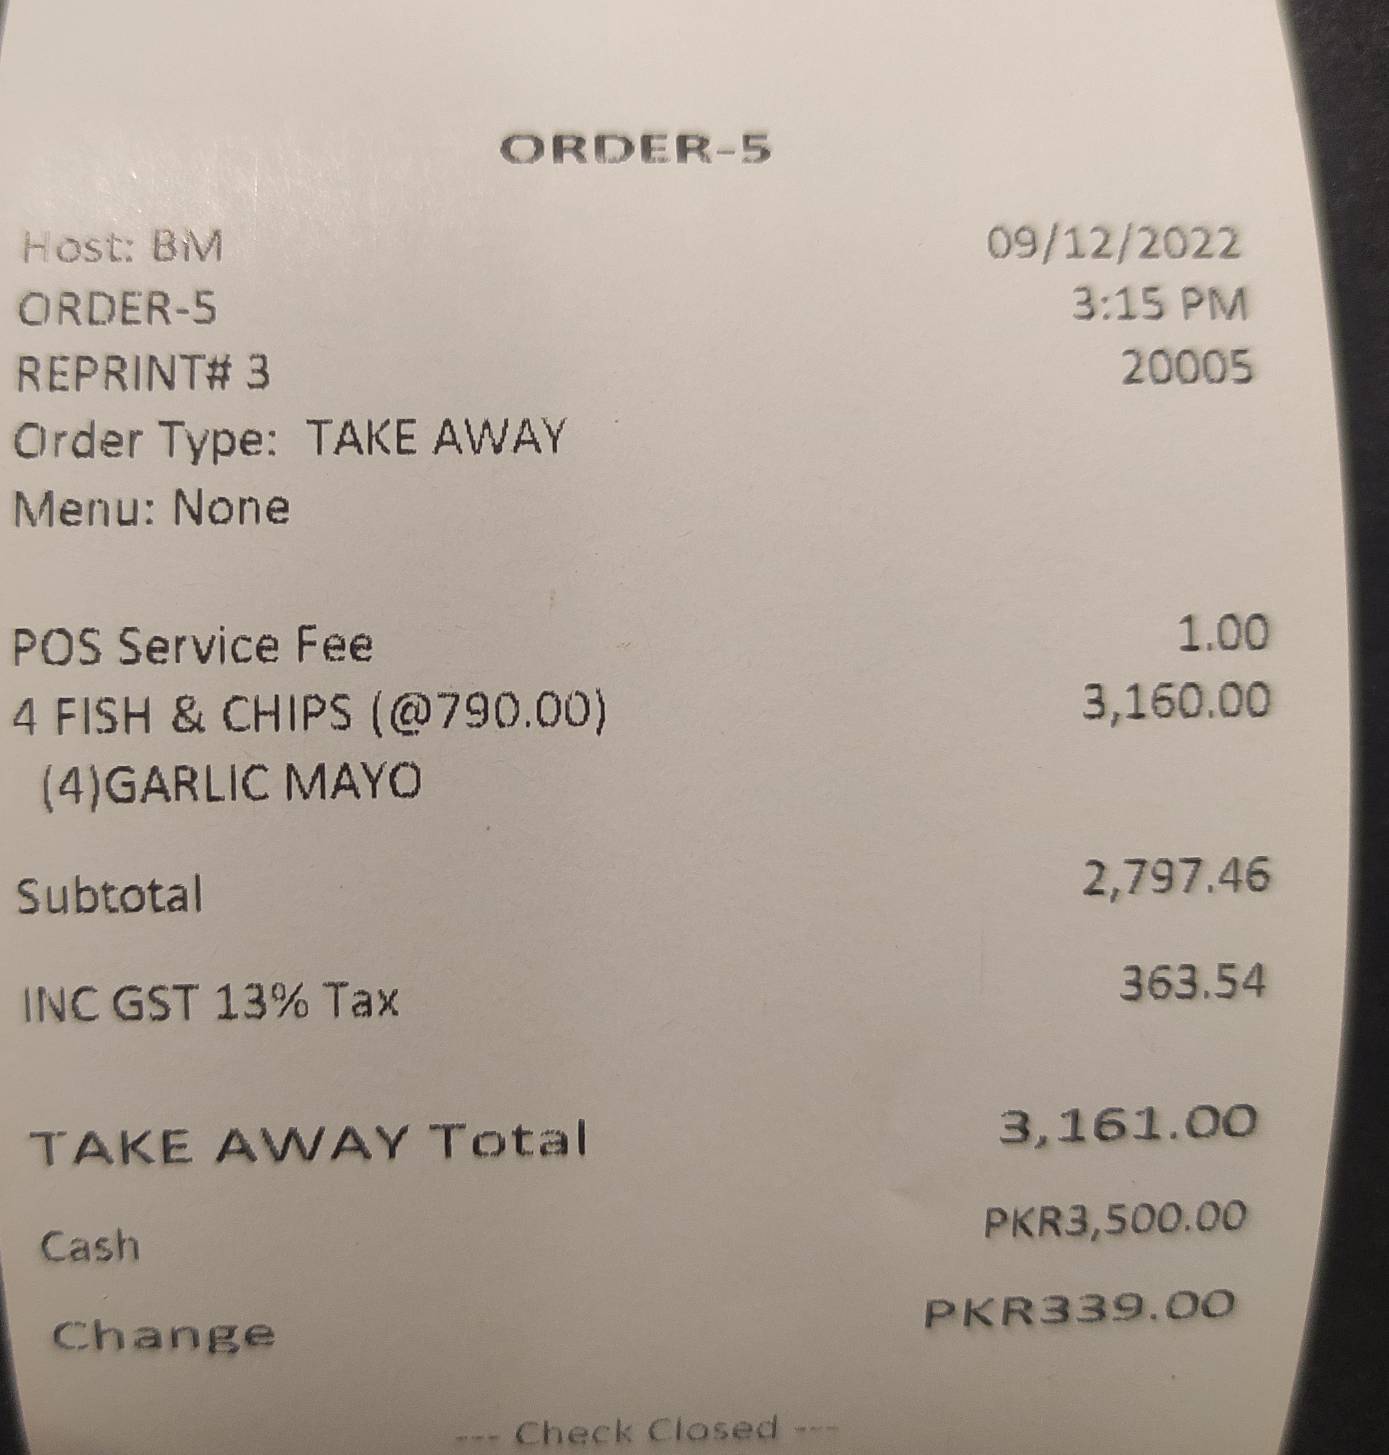 ORDER-5
Host: BM 09/12/2022
ORDER-5 3:15 PM
REPRINT# 3 20005
Order Type: TAKE AWAY
Menu: None
POS Service Fee 1.00
4 FISH & CHIPS (@790.00) 3,160.00
(4)GARLIC MAYO
Subtotal 2,797.46
INC GST 13% Tax 363.54
TAKE AWAY Total 3,161.00
Cash PKR3,500.00
Change PKR339.00
--- Check Closed ---